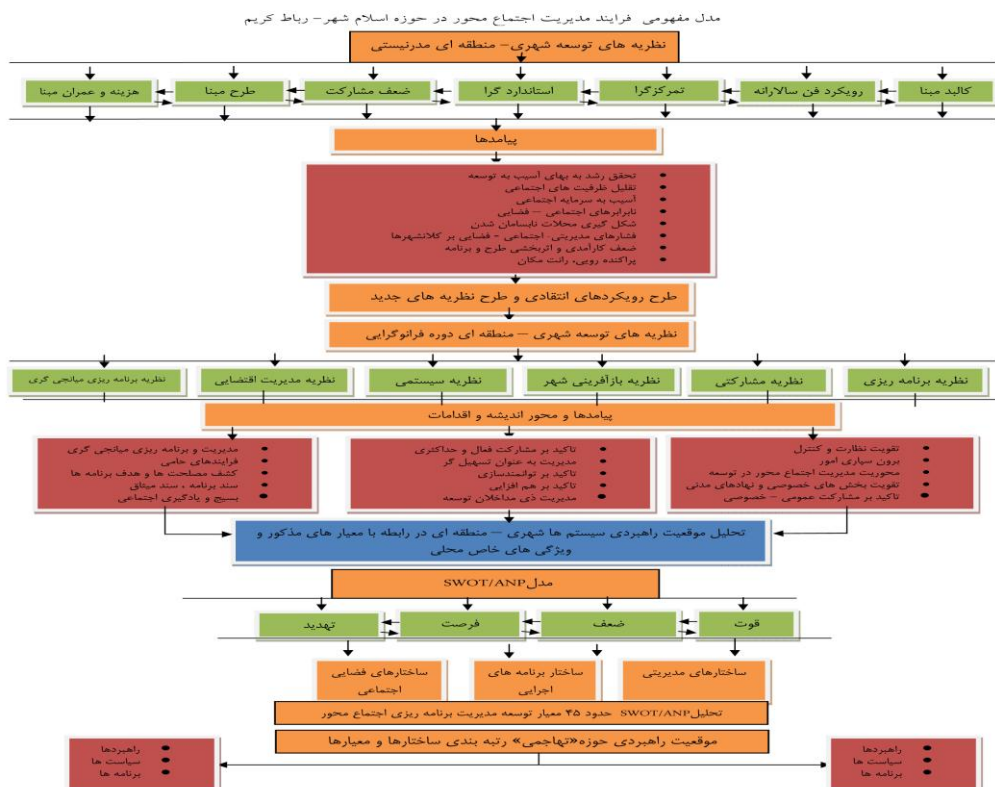 مدل مفهومی فرایند مدیریت اجتماع محور در حوزه اسلام شهر– رباط کریم
نظریه های توسعه شهری– منطقه ای مدرنیستی
کالبد مبنا
رویکرد فن سالارانه
تمرکزگرا
استاندارد گرا
ضعف مشارکت
طرح مبنا
هزینه و عمران مبنا
پیامدها
تحقق رشد به بهای آسیب به توسعه
تقلیل ظرفیت های اجتماعی
آسیب به سرمایه اجتماعی
نابرابرهای اجتماعی – فضایی
شکل گیری محلات نابسامان شدن
فشارهای مدیریتی- اجتماعی - فضایی بر کلانشهرها
ضعف کارآمدی و اثربخشی طرح و برنامه
پراکنده رویی، رانت مکان
طرح رویکردهای انتقادی و طرح نظریه های جدید
نظریه های توسعه شهری – منطقه ای دوره فرانوگرایی
نظریه برنامه ریزی
نظریه مشارکتی
نظریه بازآفرینی شهر
نظریه سیستمی
نظریه مدیریت اقتضایی
نظریه برنامه ریزی میانجی گری
پیامدها و محور اندیشه و اقدامات
تقویت نظارت و کنترل
برون سپاری امور
محوریت مدیریت اجتماع محور در توسعه
تقویت بخش های خصوصی و نهادهای مدنی
تاکید بر مشارکت عمومی – خصوصی
تاکید بر مشارکت فعال و حداکثری
مدیریت به عنوان تسهیل گر
تاکید بر توانمندسازی
تاکید بر هم افزایی
مدیریت ذی مداخلان توسعه
مدیریت و برنامه ریزی میانجی گری
فرایندهای حامی
کشف مصلحت ها و هدف برنامه ها
سند برنامه ، سند میثاق
بسیج و یادگیری اجتماعی
تحلیل موقعیت راهبردی سیستم ها شهری – منطقه ای در رابطه با معیار های مذکور و
ویژگی های خاص محلی
مدلSWOT/ANP
قوت
ضعف
فرصت
تهدید
ساختارهای مدیریتی
ساختار برنامه های
اجرایی
ساختارهای فضایی
اجتماعی
تحلیلSWOT/ANP حدود ۴۵ معیار توسعه مدیریت برنامه ریزی اجتماع محور
موقعیت راهبردی حوزه«تهاجمی» رتبه بندی ساختارها و معیارها
راهبردها
سیاست ها
برنامه ها
راهبردها
سیاست ها
برنامه ها